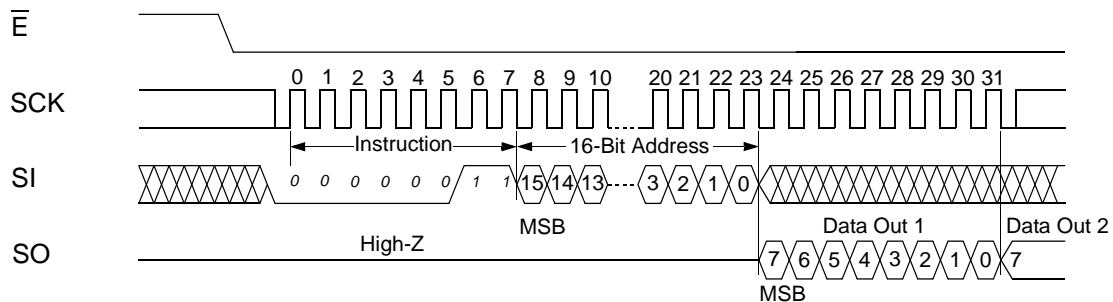 E
0 1 2 3 4 5 6 7 8 9 10 20 21 22 23 24 25 26 27 28 29 30 31
SCK
Instruction 16-Bit Address
SI 0 0 0 0 0 0 1 1 15 14 13 3 2 1 0
MSB Data Out 1 Data Out 2
High-Z
SO 7 6 5 4 3 2 1 0 7
MSB